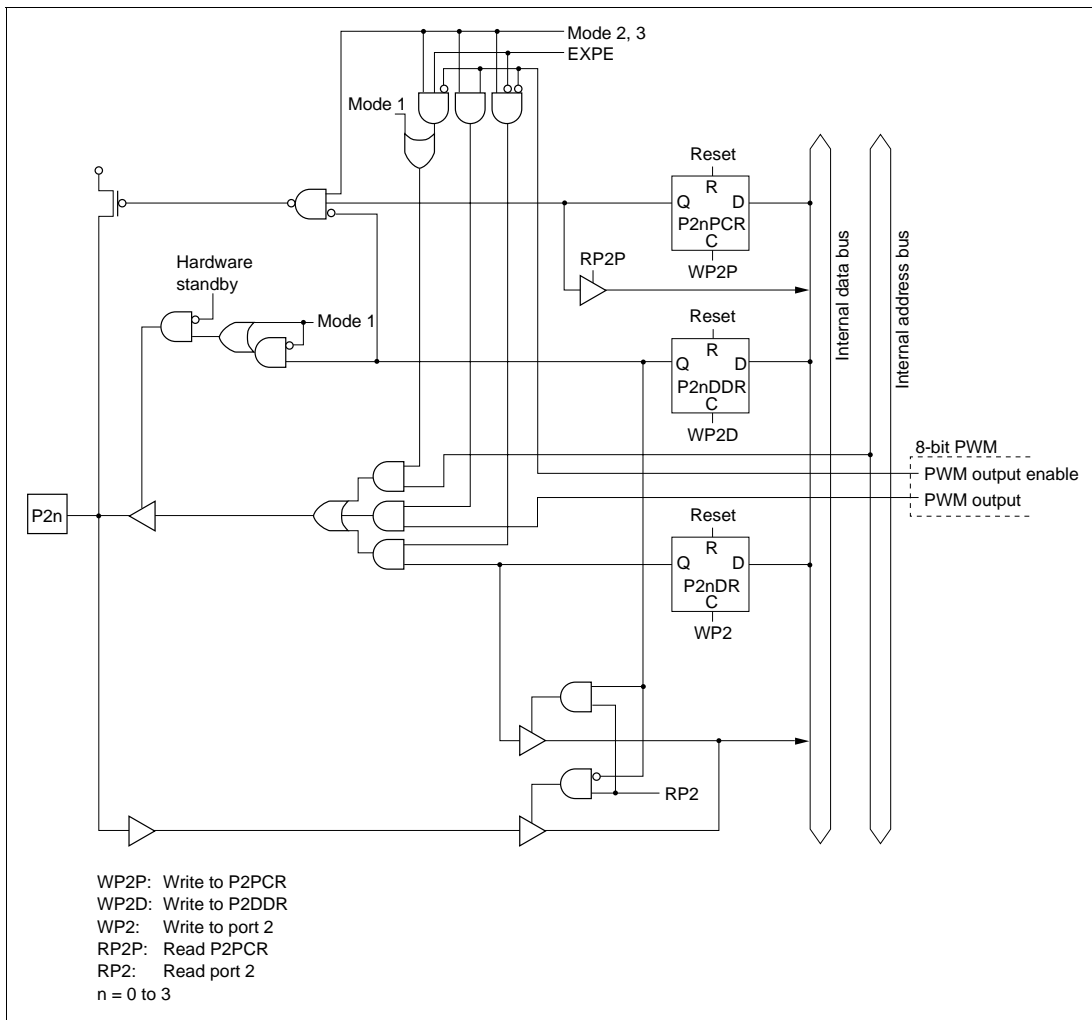 Mode 2, 3
EXPE
Mode 1
Reset
R
Q D
P2nPCR
C
WP2P
RP2P
Hardware
standby
Mode 1
Reset
R
Q D
P2nDDR
C
WP2D
Internal data bus
Internal address bus
8-bit PWM
PWM output enable
PWM output
P2n
Reset
R
Q D
P2nDR
C
WP2
RP2
WP2P: Write to P2PCR
WP2D: Write to P2DDR
WP2: Write to port 2
RP2P: Read P2PCR
RP2: Read port 2
n = 0 to 3